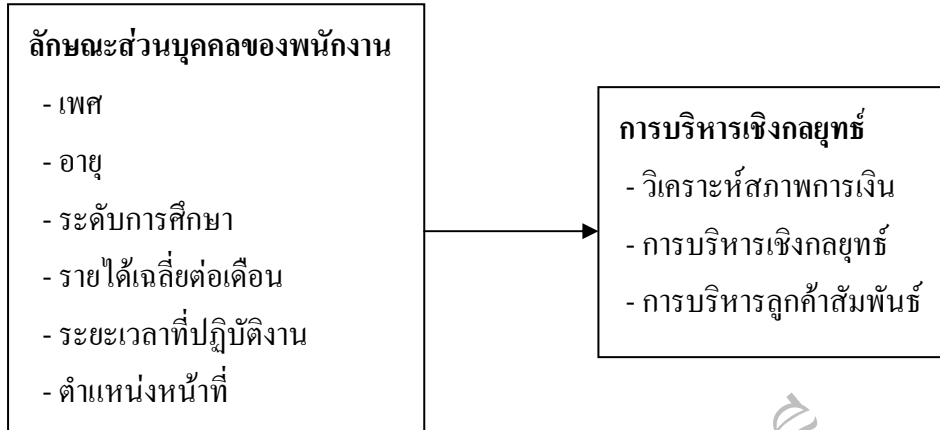 ลักษณะส่วนบุคคลของพนักงาน
- เพศ
- อายุ
- ระดับการศึกษา
- รายได้เฉลี่ยต่อเดือน
- ระยะเวลาที่ปฏิบัติงาน
- ตำแหน่งหน้าที่
การบริหารเชิงกลยุทธ์
- วิเคราะห์สภาพการเงิน
- การบริหารเชิงกลยุทธ์
- การบริหารลูกค้าสัมพันธ์